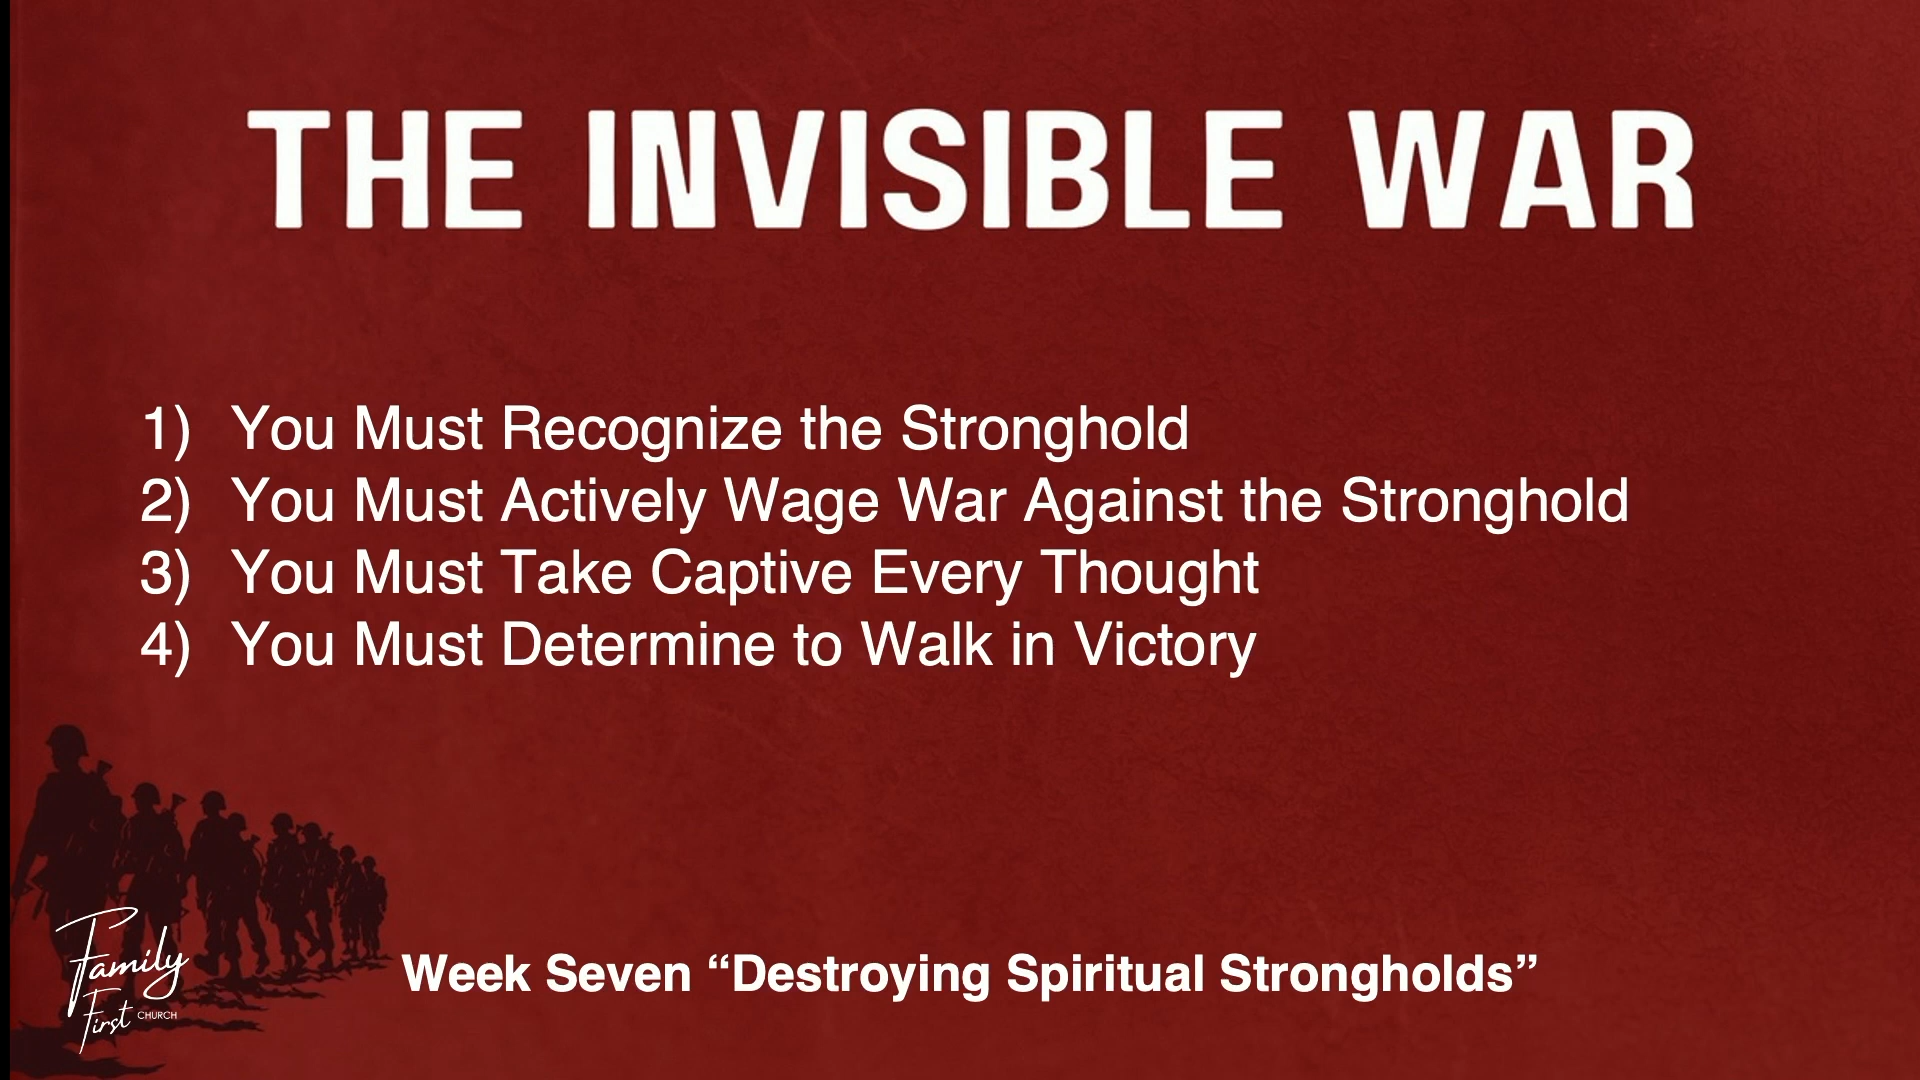 THE INVISIBLE WAR
1) You Must Recognize the Stronghold
2) You Must Actively Wage War Against the Stronghold
3) You Must Take Captive Every Thought
4) You Must Determine to Walk in Victory
Family
First CHURCH
Week Seven “Destroying Spiritual Strongholds”